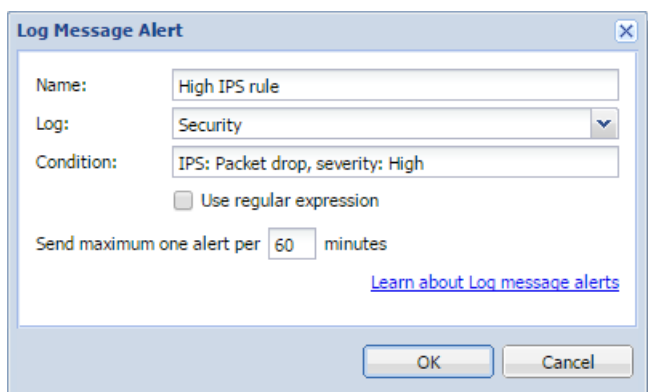 Log Message Alert
Name: High IPS rule
Log: Security
Condition: IPS: Packet drop, severity: High
Use regular expression
Send maximum one alert per 60 minutes
Learn about Log message alerts
OK Cancel